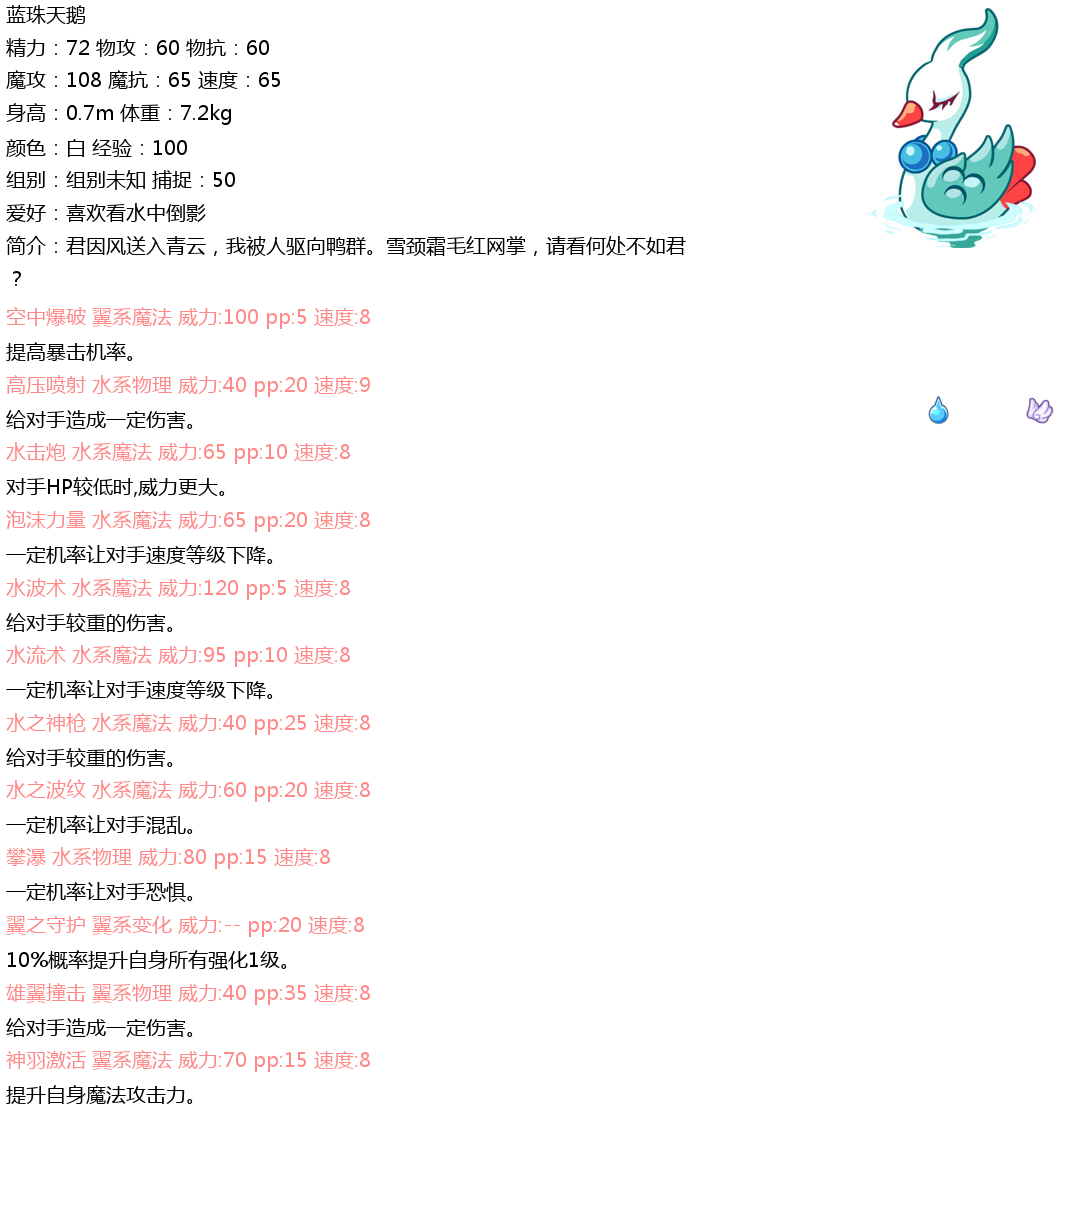 蓝珠天鹅
精力：72 物攻：60 物抗：60
魔攻：108 魔抗：65 速度：65
身高：0.7m 体重：7.2kg
颜色：白 经验：100
组别：组别未知 捕捉：50
爱好：喜欢看水中倒影
简介：君因风送入青云，我被人驱向鸭群。雪颈霜毛红网掌，请看何处不如君
？
空中爆破 翼系魔法 威力:100 pp:5 速度:8
提高暴击机率。
高压喷射 水系物理 威力:40 pp:20 速度:9
给对手造成一定伤害。
水击炮 水系魔法 威力:65 pp:10 速度:8
对手HP较低时,威力更大。
泡沫力量 水系魔法 威力:65 pp:20 速度:8
一定机率让对手速度等级下降。
水波术 水系魔法 威力:120 pp:5 速度:8
给对手较重的伤害。
水流术 水系魔法 威力:95 pp:10 速度:8
一定机率让对手速度等级下降。
水之神枪 水系魔法 威力:40 pp:25 速度:8
给对手较重的伤害。
水之波纹 水系魔法 威力:60 pp:20 速度:8
一定机率让对手混乱。
攀瀑 水系物理 威力:80 pp:15 速度:8
一定机率让对手恐惧。
翼之守护 翼系变化 威力:-- pp:20 速度:8
10%概率提升自身所有强化1级。
雄翼撞击 翼系物理 威力:40 pp:35 速度:8
给对手造成一定伤害。
神羽激活 翼系魔法 威力:70 pp:15 速度:8
提升自身魔法攻击力。